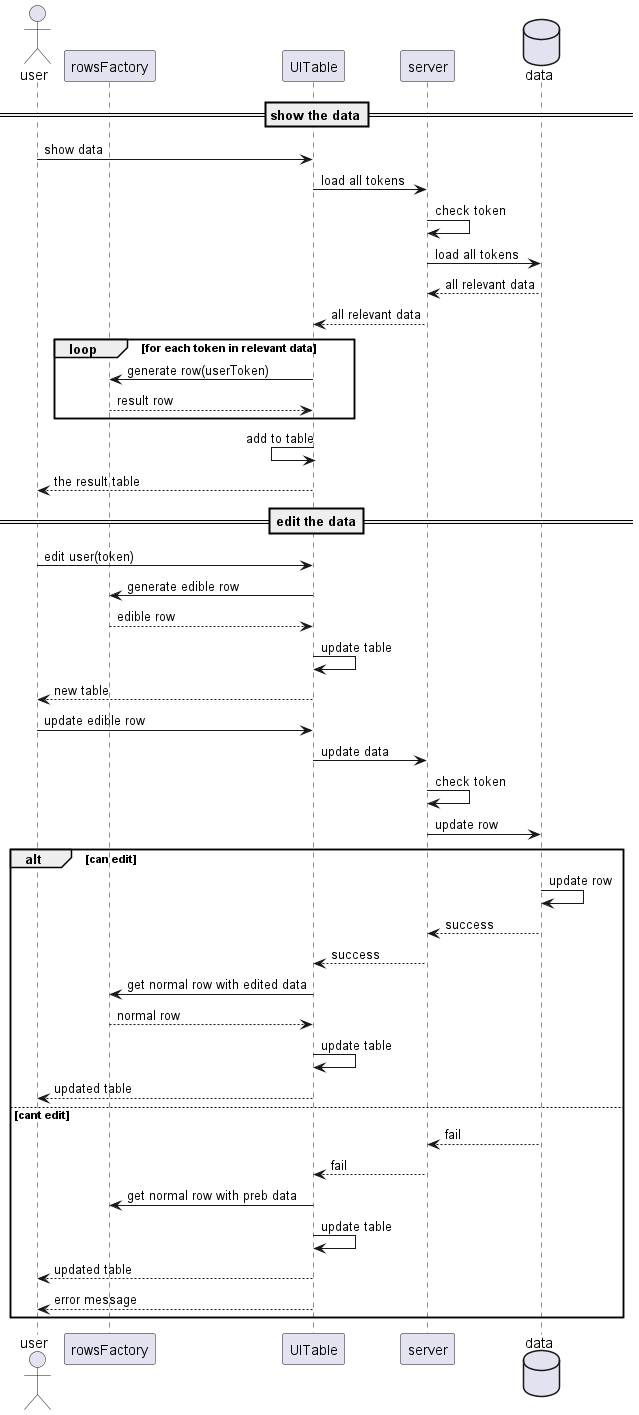 user
rowsFactory
UITable
server
data
show the data
show data
load all tokens
check token
load all tokens
all relevant data
all relevant data
loop
[for each token in relevant data]
generate row(userToken)
result row
add to table
the result table
edit the data
edit user(token)
generate edible row
edible row
update table
new table
update edible row
update data
check token
update row
alt
[can edit]
update row
success
success
get normal row with edited data
normal row
update table
updated table
[cant edit]
fail
fail
get normal row with preb data
update table
updated table
error message
user
rowsFactory
UITable
server
data